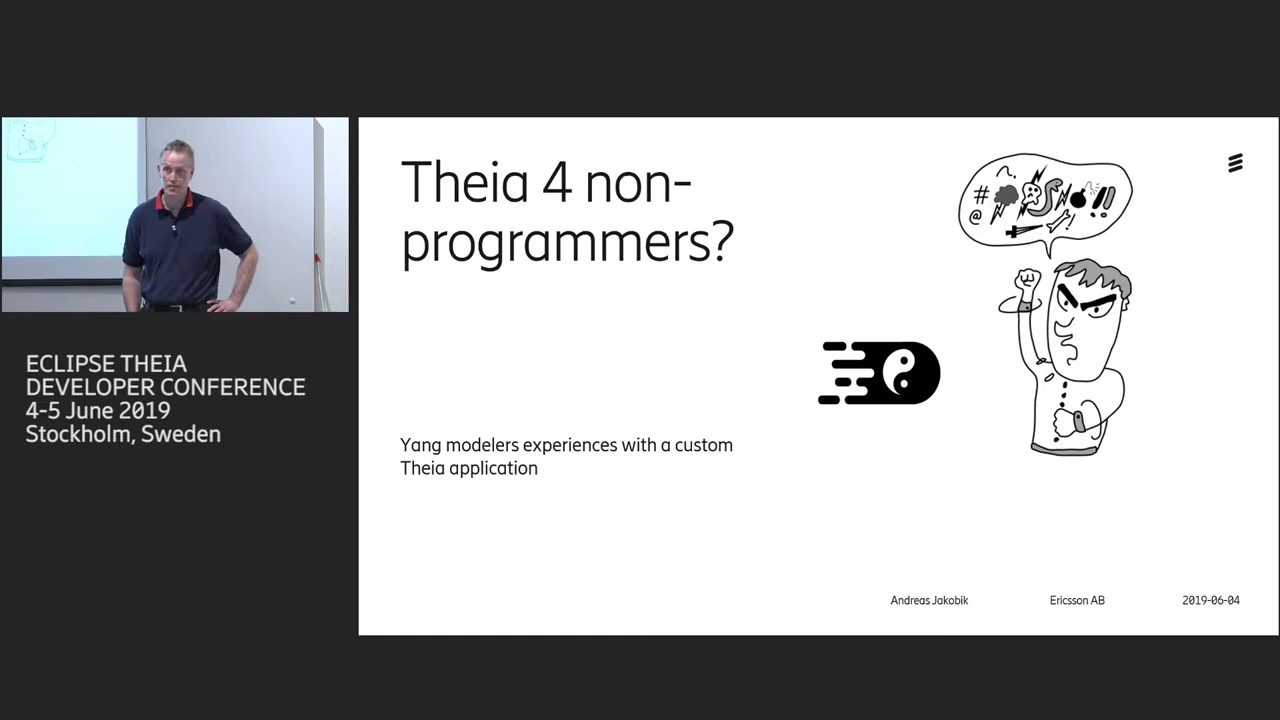 ECLIPSE THEIA
DEVELOPER CONFERENCE
4-5 June 2019
Stockholm, Sweden
Theia 4 non-
programmers?
#
@
Yang modelers experiences with a custom
Theia application
Andreas Jakobik
Ericsson AB
2019-06-04